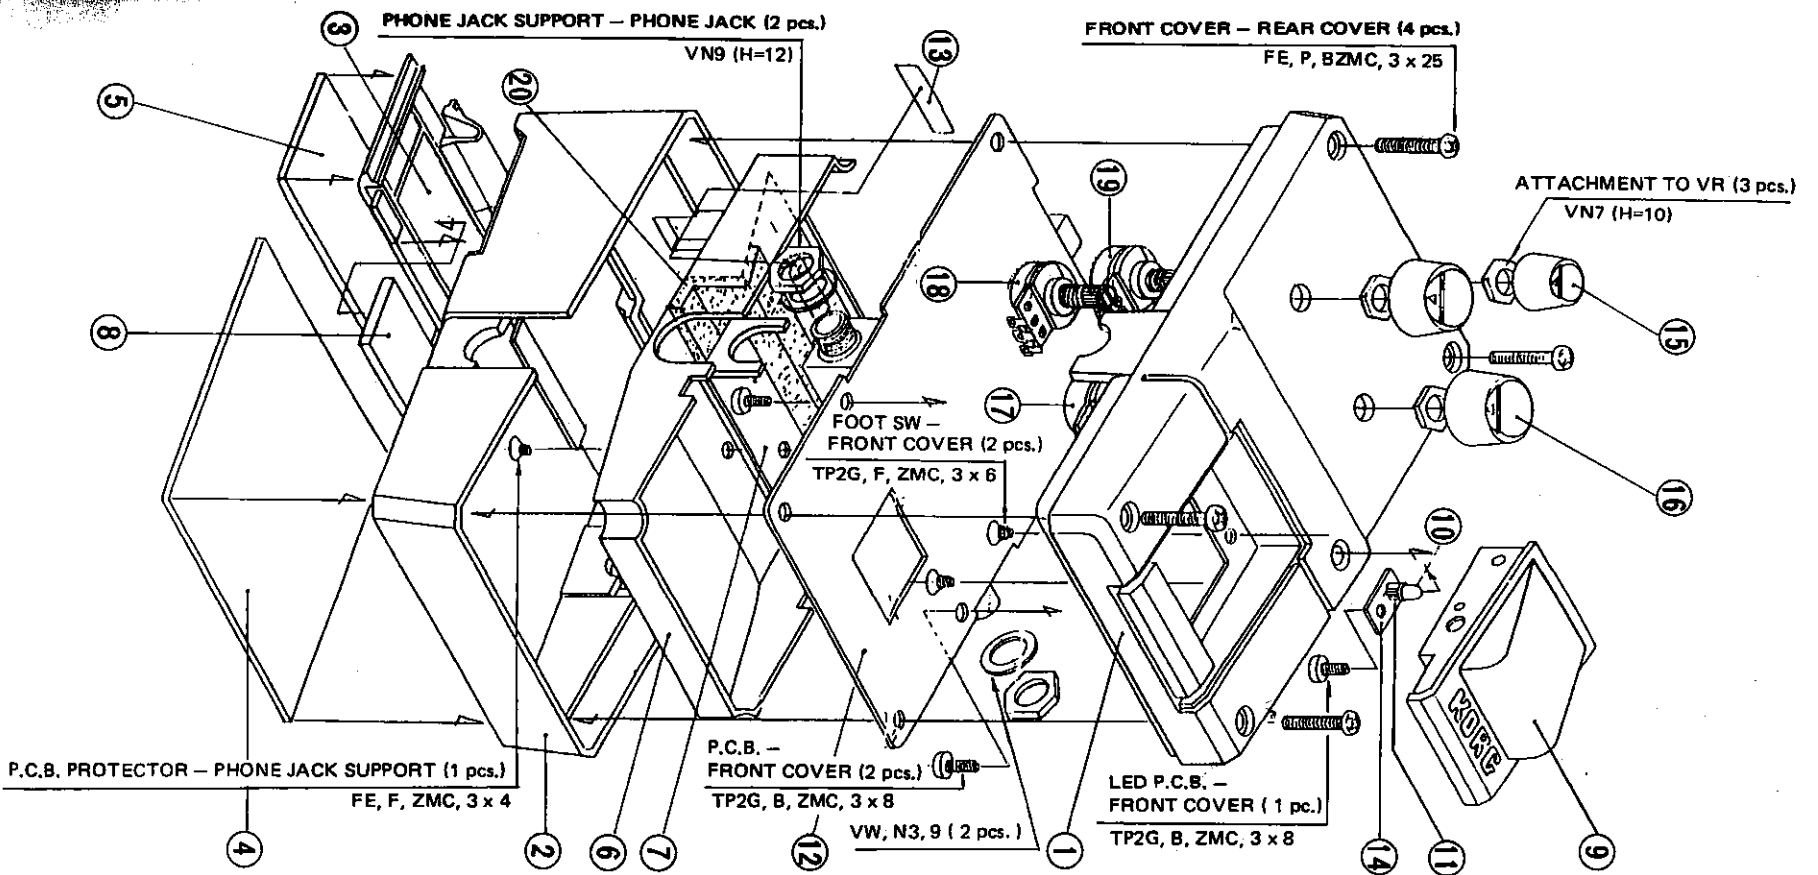 PHONE JACK SUPPORT – PHONE JACK (2 pcs.)
VN9 (H=12)
FRONT COVER – REAR COVER (4 pcs.)
FE, P, BZMC, 3 x 25
3
13
20
5
19
ATTACHMENT TO VR (3 pcs.)
VN7 (H=10)
18
15
8
17
FOOT SW –
FRONT COVER (2 pcs.)
TP2G, F, ZMC, 3 x 6
16
10
KORG
P.C.B. PROTECTOR – PHONE JACK SUPPORT (1 pcs.)
FE, F, ZMC, 3 x 4
P.C.B. –
FRONT COVER (2 pcs.)
TP2G, B, ZMC, 3 x 8
VW, N3, 9 ( 2 pcs. )
LED P.C.B. –
FRONT COVER ( 1 pc.)
TP2G, B, ZMC, 3 x 8
4
2
6
7
12
1
14
11
9